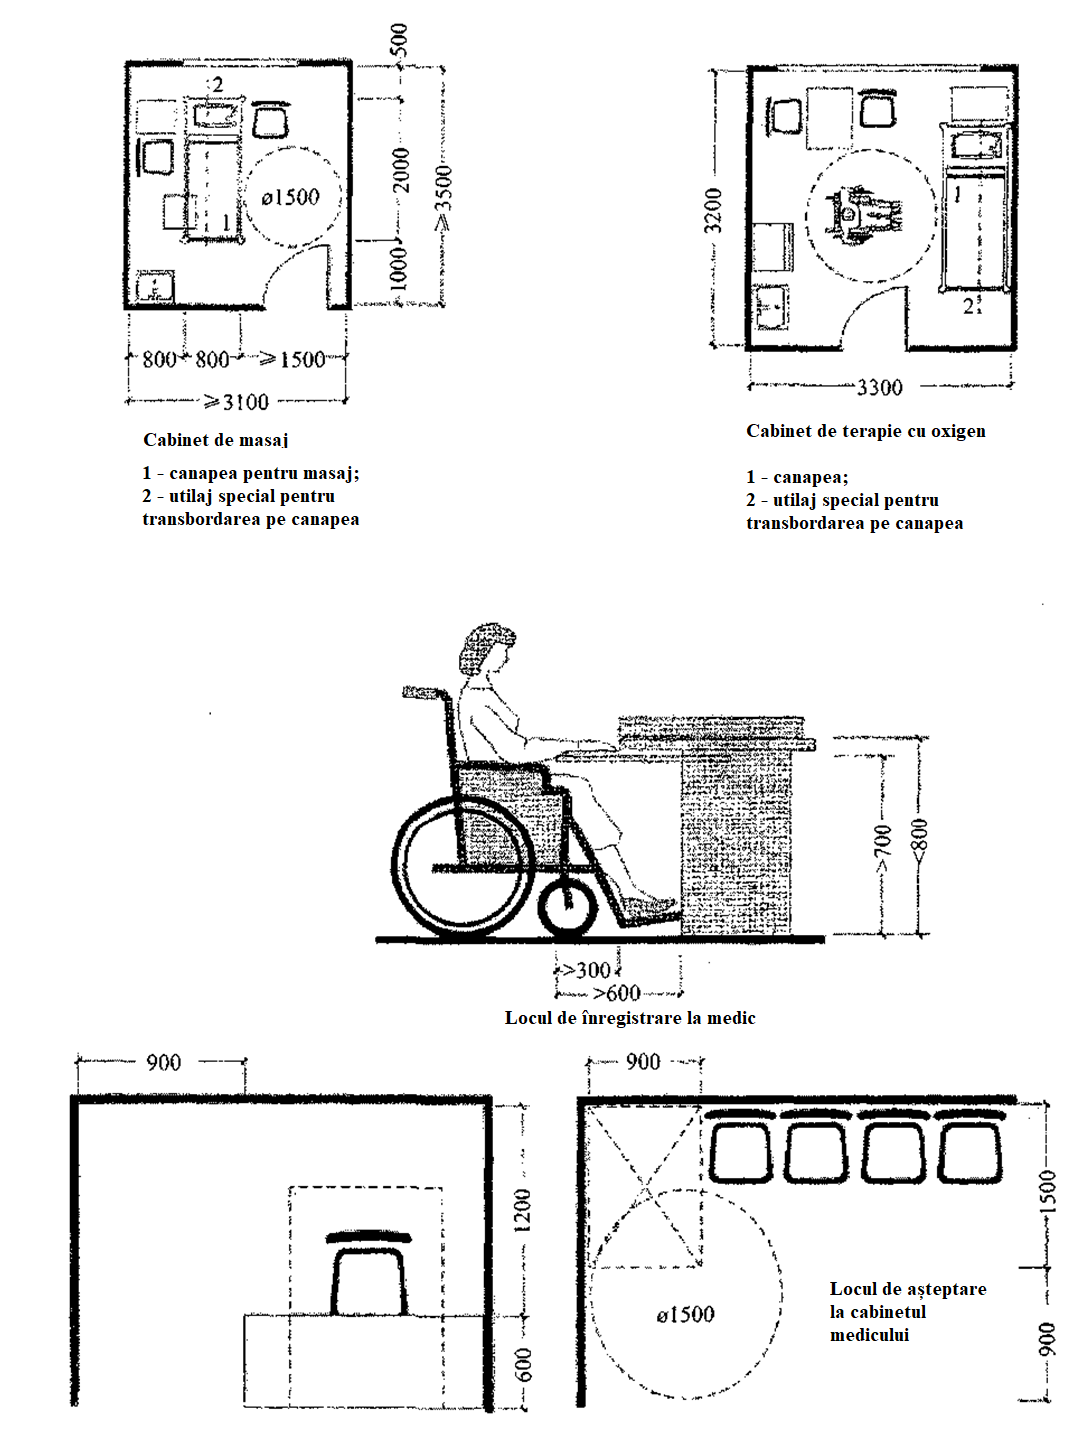 500
2
2
2000
≥3500
ø1500
1
1
3200
1000
2
800
800
≥1500
≥3100
3300
Cabinet de masaj
1 - canapea pentru masaj;
2 - utilaj special pentru
transbordarea pe canapea
Cabinet de terapie cu oxigen
1 - canapea;
2 - utilaj special pentru
transbordarea pe canapea
>700
<800
>300
>600
Locul de înregistrare la medic
900
900
1200
1500
Locul de așteptare
la cabinetul
medicului
ø1500
600
900